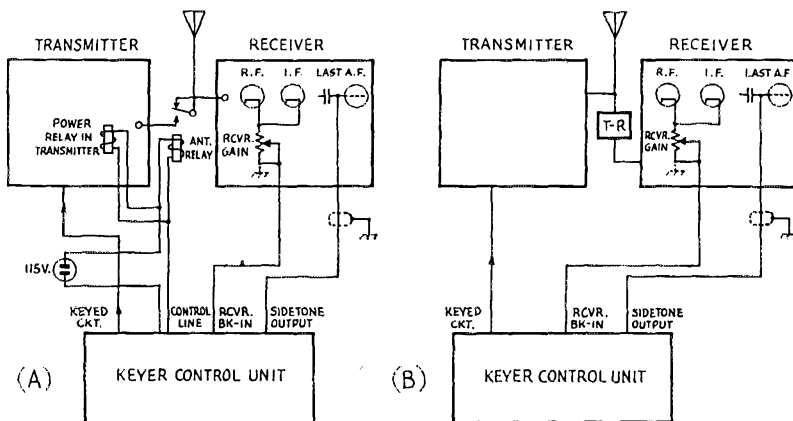 TRANSMITTER
RECEIVER
R.F.
I.F.
LAST A.F.
POWER
RELAY IN
TRANSMITTER
ANT.
RELAY
RCVR.
GAIN
115V.
KEYED
CKT.
CONTROL
LINE
RCVR.
BK-IN
SIDETONE
OUTPUT
(A)
KEYER CONTROL UNIT
TRANSMITTER
RECEIVER
R.F.
I.F.
LAST A.F.
T-R
RCVR.
GAIN
KEYED
CKT.
RCVR.
BK-IN
SIDETONE
OUTPUT
(B)
KEYER CONTROL UNIT